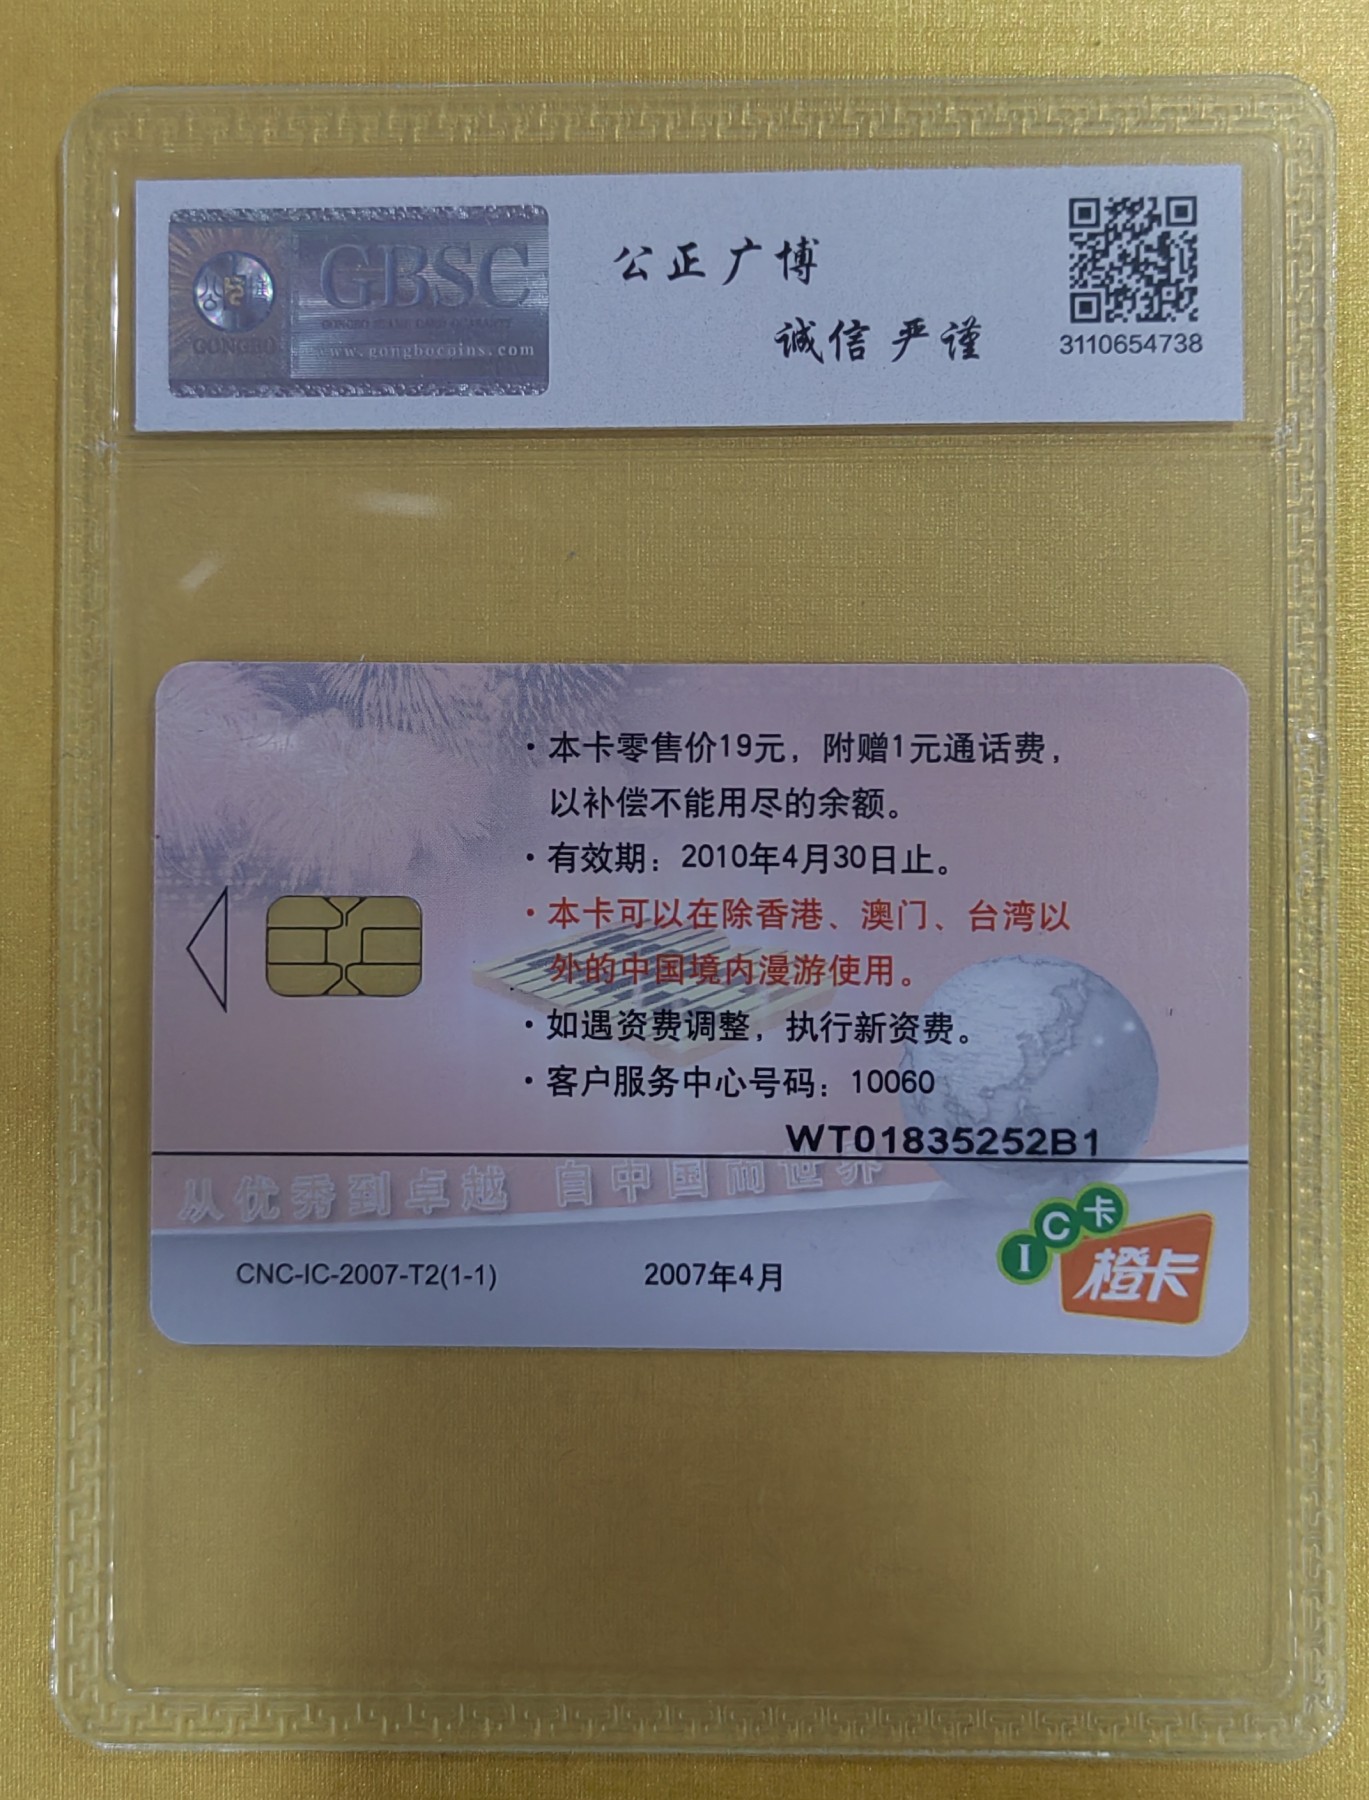 GBSC
GONGBO STAMP CARD GUARANTY
www.gongbocoins.com
GONGBO
公正广博
诚信严谨
3110654738
·本卡零售价19元，附赠1元通话费，
以补偿不能用尽的余额。
·有效期：2010年4月30日止。
·本卡可以在除香港、澳门、台湾以
外的中国境内漫游使用。
·如遇资费调整，执行新资费。
·客户服务中心号码：10060
WT01835252B1
从优秀到卓越 自中国而世界
CNC-IC-2007-T2(1-1)
2007年4月
IC卡
橙卡